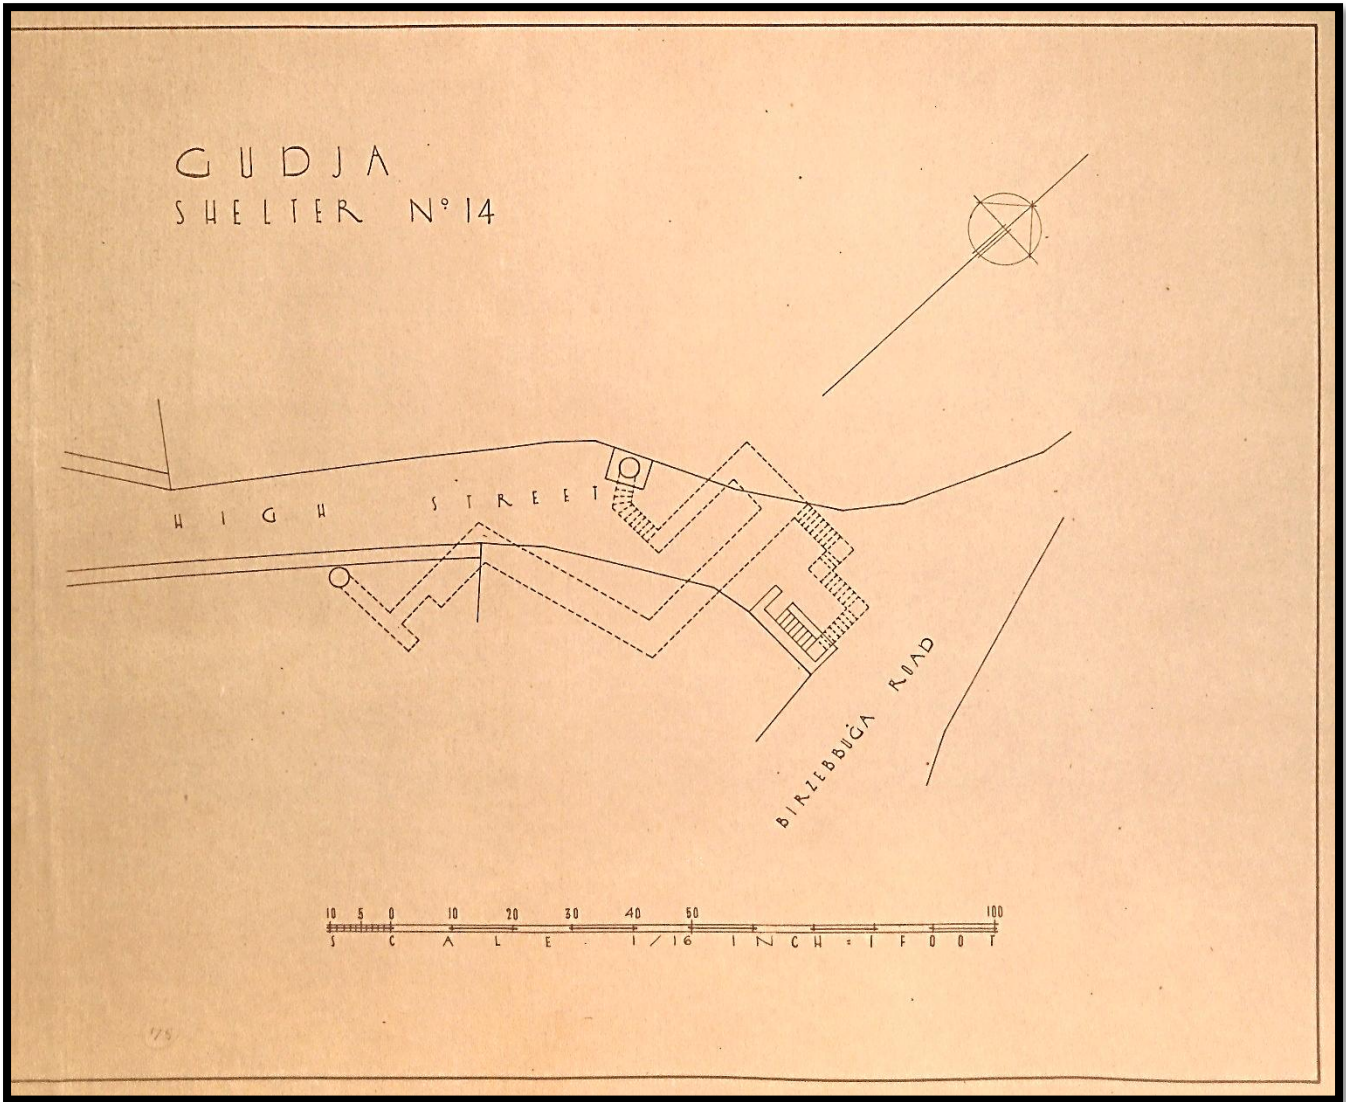 GUDJA
SHELTER Nº 14
HIGH STREET
BIRZEBBUĠA ROAD
10 5 0 10 20 30 40 50 100
SCALE . 1/16 INCH = 1 FOOT